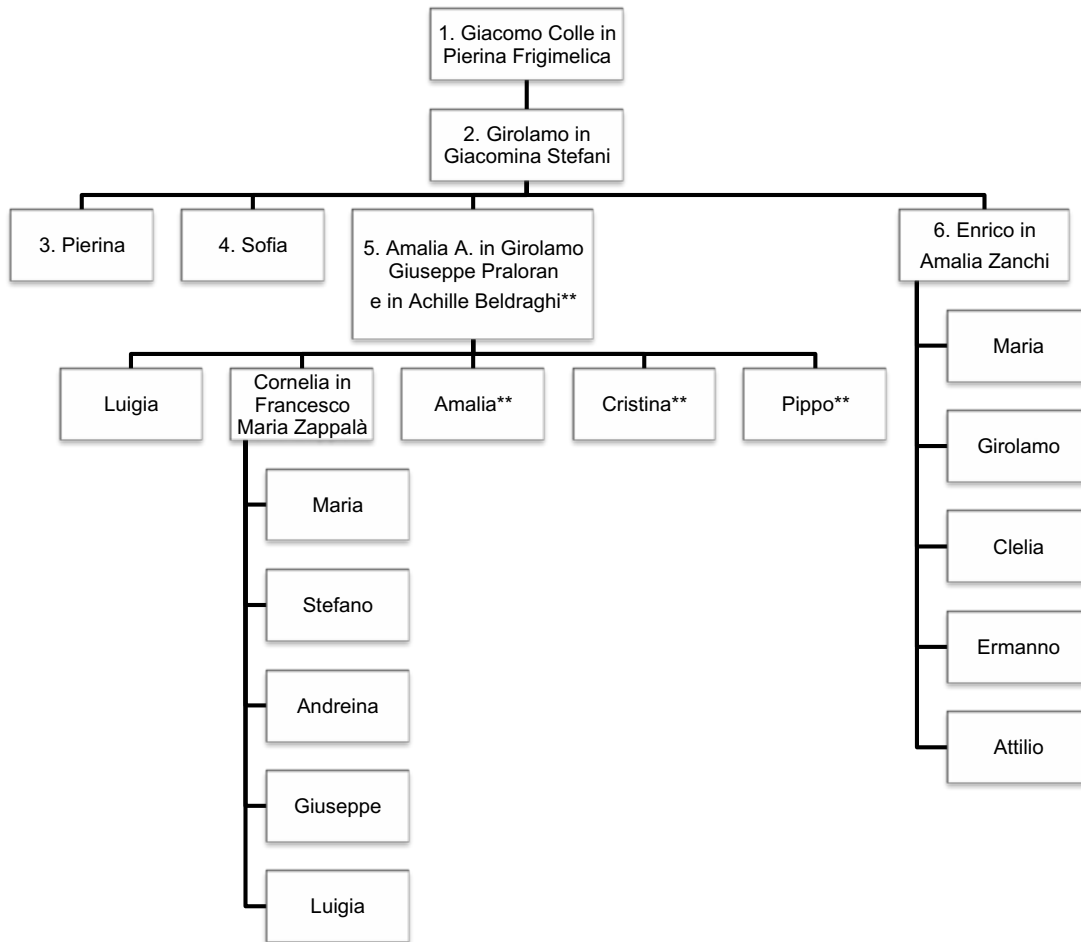 1. Giacomo Colle in
Pierina Frigimelica
2. Girolamo in
Giacomina Stefani
3. Pierina
4. Sofia
5. Amalia A. in Girolamo
Giuseppe Praloran
e in Achille Beldraghi**
6. Enrico in
Amalia Zanchi
Luigia
Cornelia in
Francesco
Maria Zappalà
Amalia**
Cristina**
Pippo**
Maria
Stefano
Andreina
Giuseppe
Luigia
Maria
Girolamo
Clelia
Ermanno
Attilio